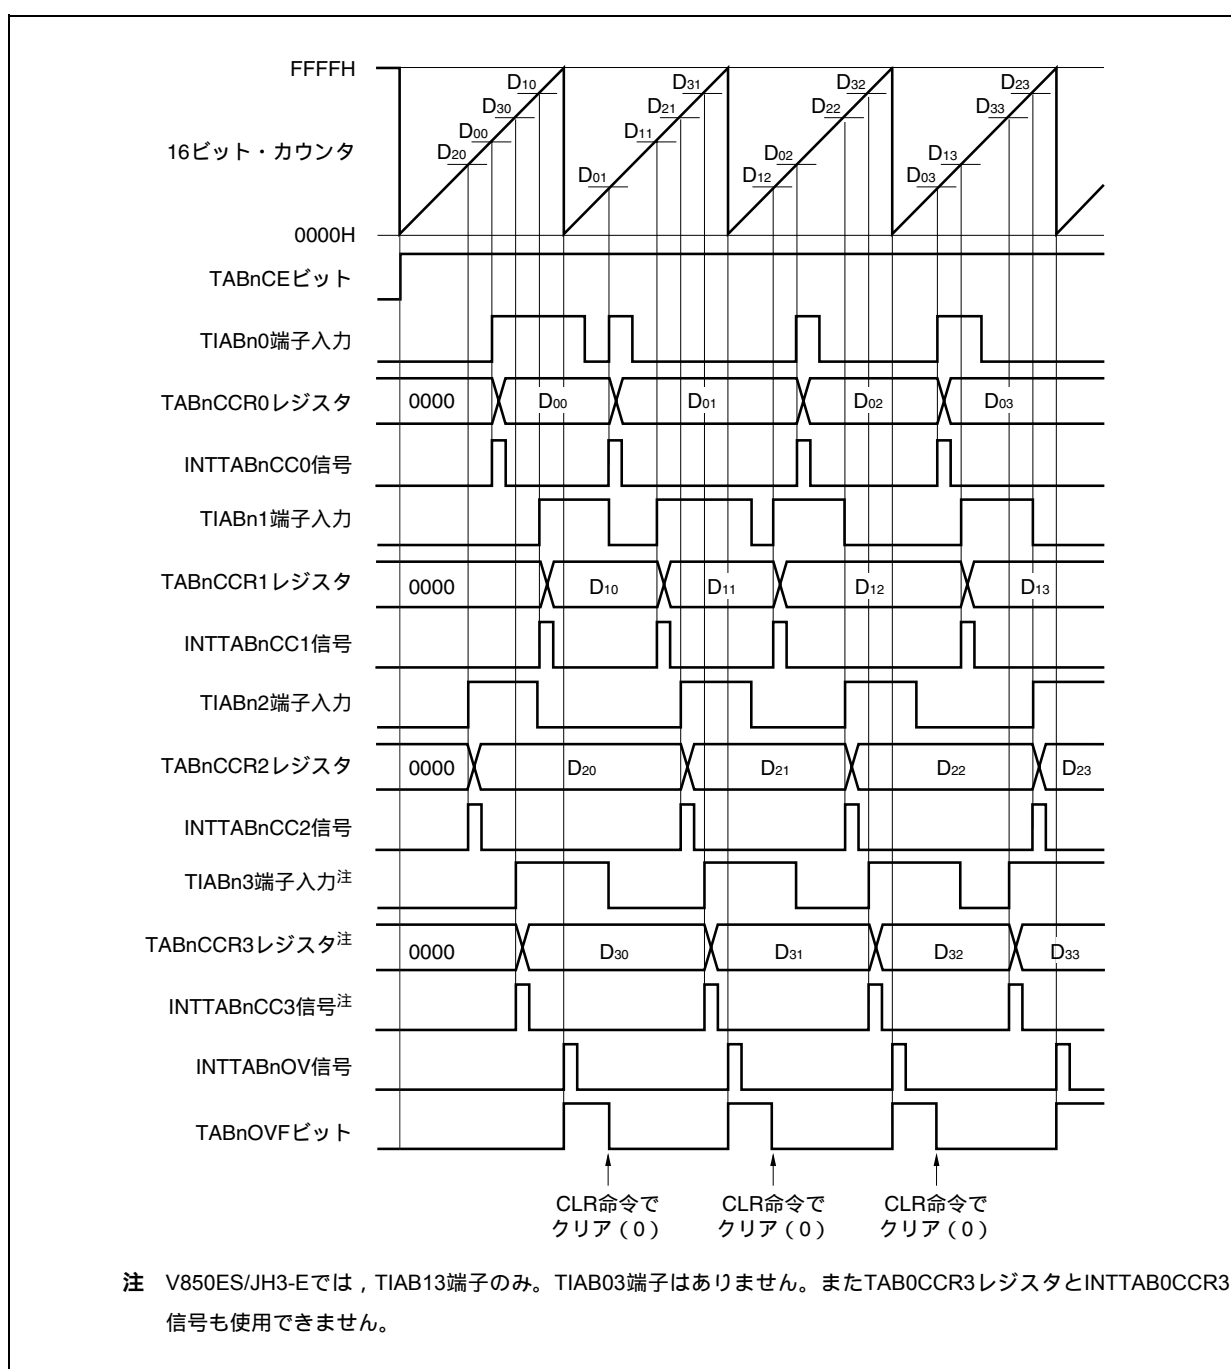 FFFFH
16ビット・カウンタ
0000H
D10
D30
D00
D20
D31
D21
D11
D01
D32
D22
D02
D12
D23
D33
D13
D03
TABnCEビット
TIABn0端子入力
TABnCCR0レジスタ 0000 D00 D01 D02 D03
INTTABnCC0信号
TIABn1端子入力
TABnCCR1レジスタ 0000 D10 D11 D12 D13
INTTABnCC1信号
TIABn2端子入力
TABnCCR2レジスタ 0000 D20 D21 D22 D23
INTTABnCC2信号
TIABn3端子入力注
TABnCCR3レジスタ注 0000 D30 D31 D32 D33
INTTABnCC3信号注
INTTABnOV信号
TABnOVFビット
CLR命令で CLR命令で CLR命令で
クリア（0） クリア（0） クリア（0）
注 V850ES/JH3-Eでは，TIAB13端子のみ。TIAB03端子はありません。またTAB0CCR3レジスタとINTTAB0CCR3
信号も使用できません。